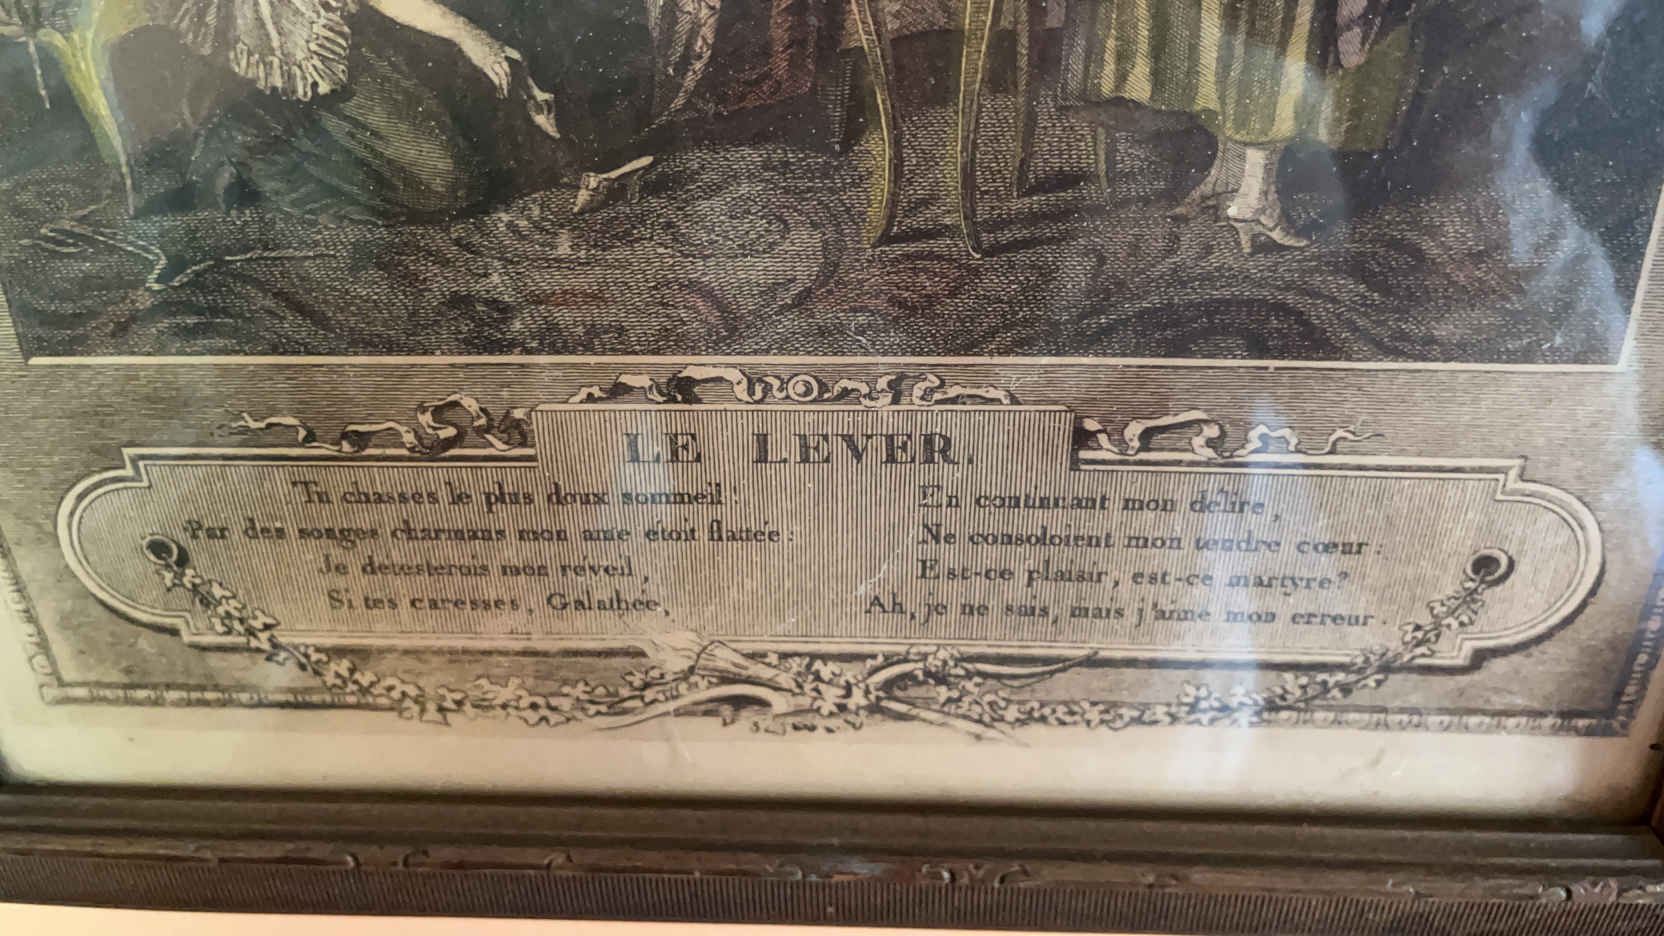 LE LEVER.
Tu chasses le plus doux sommeil:
Par des songes charmans mon ame étoit flattée:
Je detesterois mon réveil,
Si tes caresses, Galathée,
En continuant mon délire,
Ne consoloient mon tendre cœur:
Est-ce plaisir, est-ce martyre?
Ah, je ne sais, mais j'aime mon erreur.